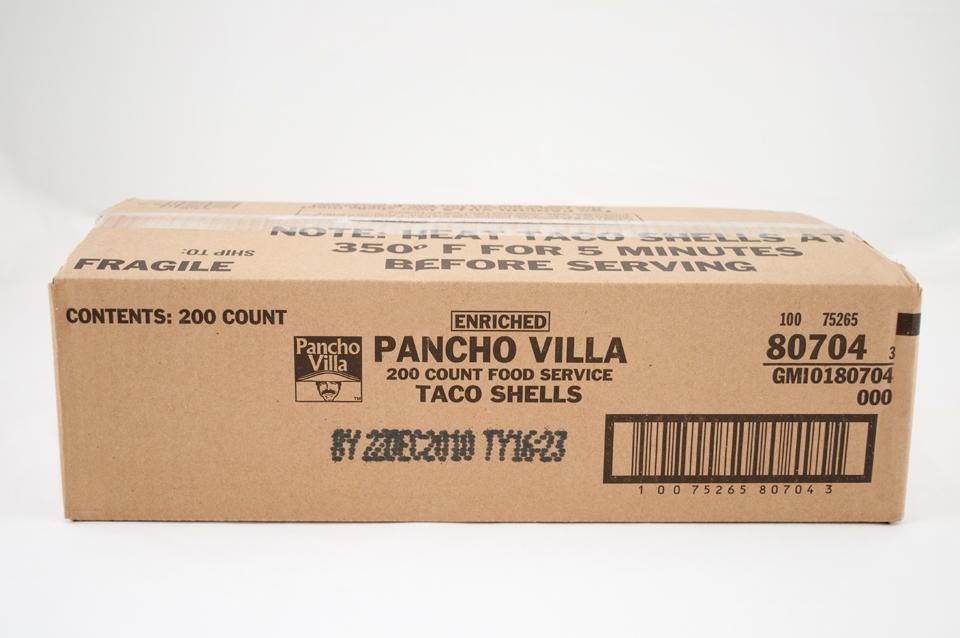 NOTE: HEAT TACO SHELLS AT
350° F FOR 5 MINUTES
BEFORE SERVING
SHIP TO:
FRAGILE
CONTENTS: 200 COUNT
ENRICHED
Pancho
Villa
TM
PANCHO VILLA
200 COUNT FOOD SERVICE
TACO SHELLS
100 75265
80704 3
GMI0180704
000
BY 22DEC2010 TY16-23
1 00 75265 80704 3